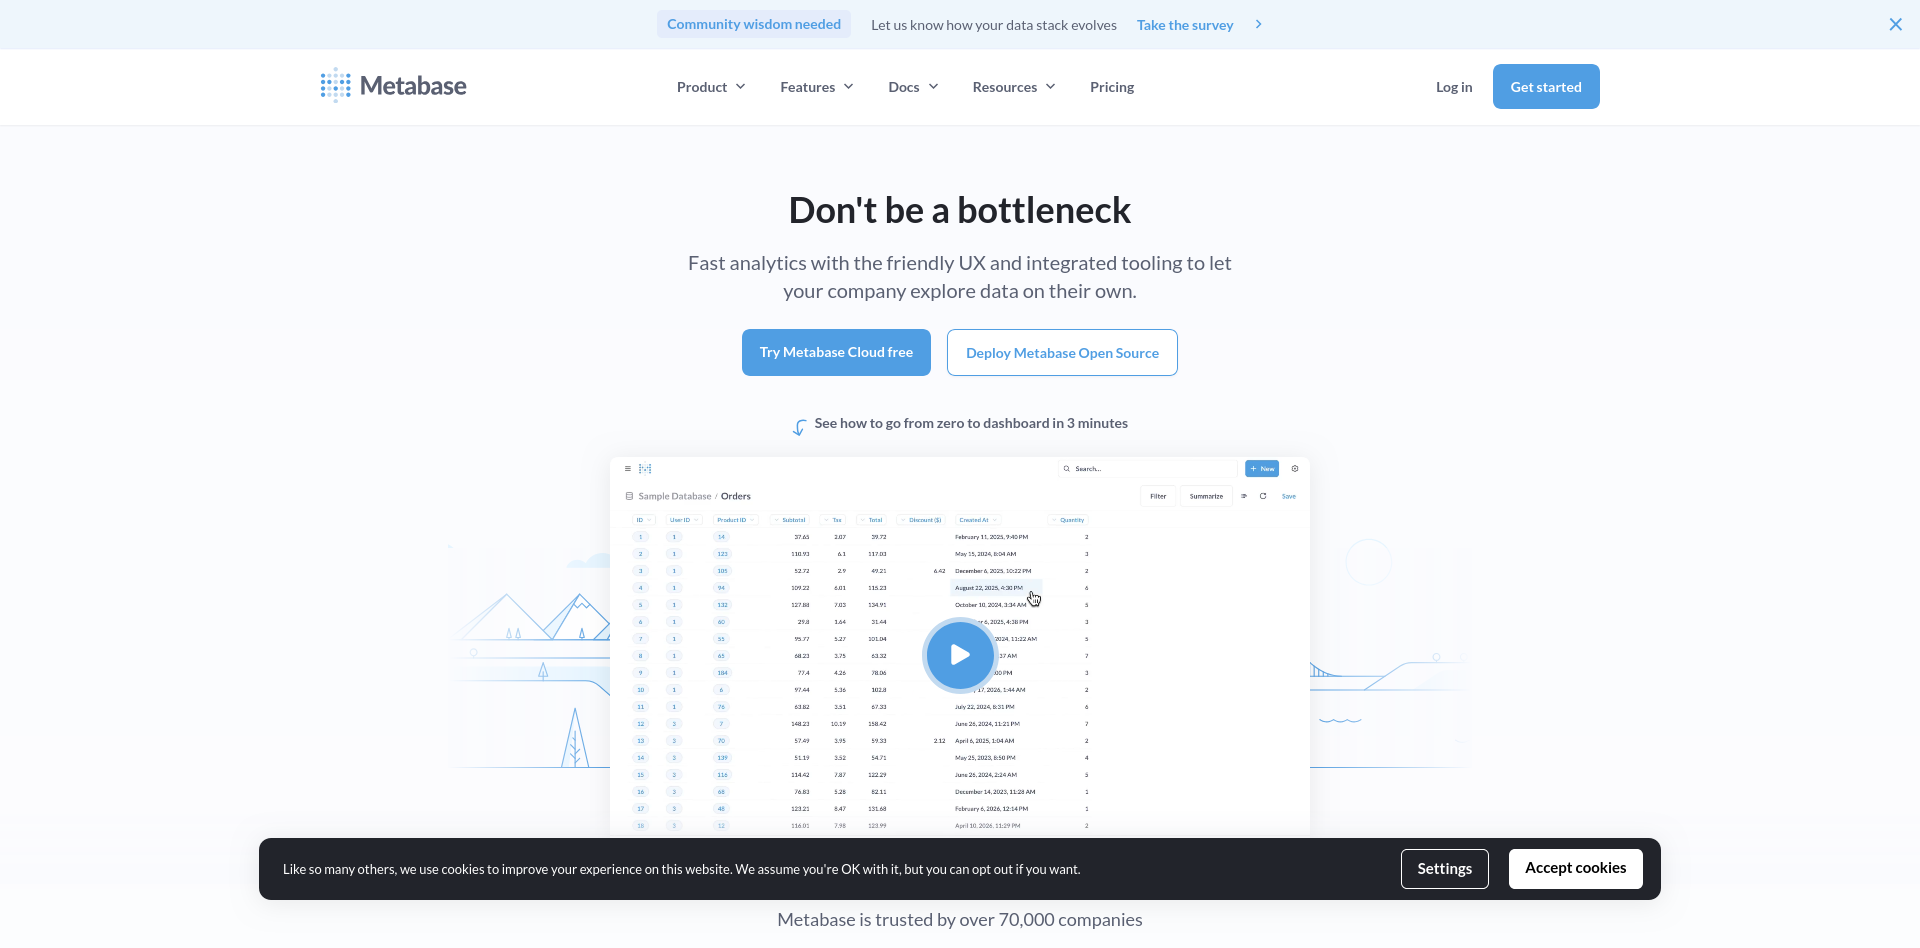 Community wisdom needed Let us know how your data stack evolves Take the survey
Metabase Product Features Docs Resources Pricing Log in Get started
Don't be a bottleneck
Fast analytics with the friendly UX and integrated tooling to let
your company explore data on their own.
Try Metabase Cloud free Deploy Metabase Open Source
See how to go from zero to dashboard in 3 minutes
Search... + New
Sample Database / Orders Filter Summarize Save
ID User ID Product ID Subtotal Tax Total Discount ($) Created At Quantity
1 1 14 37.65 2.07 39.72 February 11, 2025, 9:40 PM 2
2 1 123 110.93 6.1 117.03 May 15, 2024, 8:04 AM 3
3 1 105 52.72 2.9 49.21 6.42 December 6, 2025, 10:22 PM 2
4 1 94 109.22 6.01 115.23 August 22, 2025, 4:30 PM 6
5 1 132 127.88 7.03 134.91 October 10, 2024, 3:34 AM 5
6 1 60 29.8 1.64 31.44 6, 2025, 4:38 PM 3
7 1 55 95.77 5.27 101.04 2024, 11:22 AM 5
8 1 65 68.23 3.75 63.32 37 AM 7
9 1 184 77.4 4.26 78.06 :00 PM 3
10 1 6 97.44 5.36 102.8 17, 2026, 1:44 AM 2
11 1 76 63.82 3.51 67.33 July 22, 2024, 8:31 PM 6
12 3 7 148.23 10.19 158.42 June 26, 2024, 11:21 PM 7
13 3 70 57.49 3.95 59.33 2.12 April 6, 2025, 1:04 AM 2
14 3 139 51.19 3.52 54.71 May 25, 2023, 8:50 PM 4
15 3 116 114.42 7.87 122.29 June 26, 2024, 2:24 AM 5
16 3 68 76.83 5.28 82.11 December 14, 2023, 11:28 AM 1
17 3 48 123.21 8.47 131.68 February 6, 2026, 12:14 PM 1
18 3 12 116.01 7.98 123.99 April 10, 2026, 11:29 PM 2
Like so many others, we use cookies to improve your experience on this website. We assume you're OK with it, but you can opt out if you want. Settings Accept cookies
Metabase is trusted by over 70,000 companies